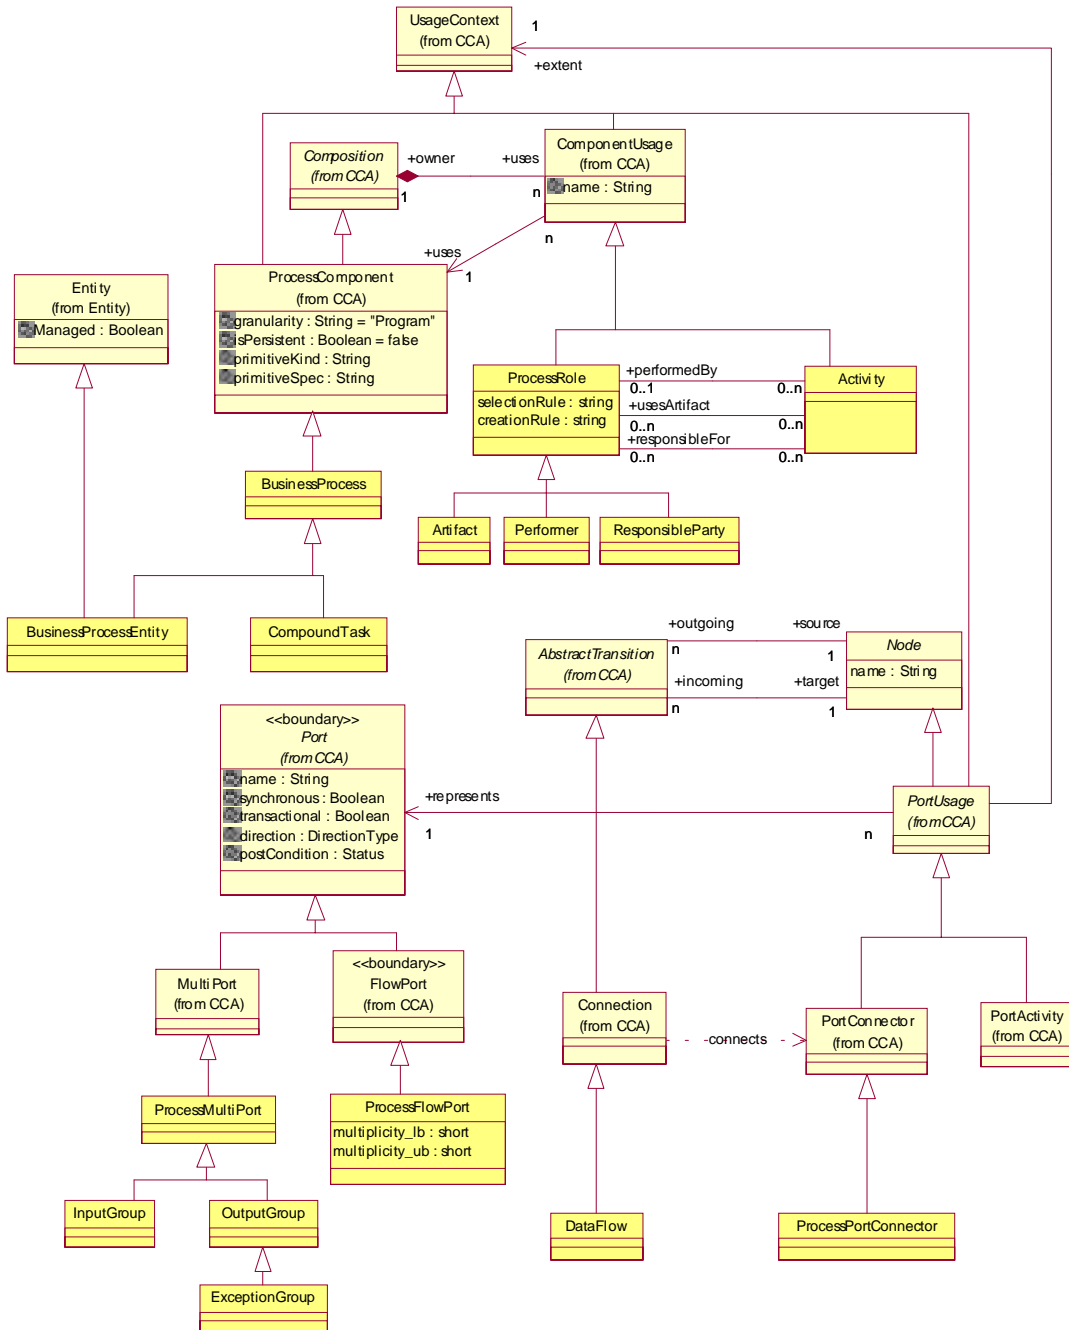 UsageContext
(from CCA)
1
+extent
Composition
(from CCA)
+owner
+uses
1
n
ComponentUsage
(from CCA)
name : String
n
+uses
1
ProcessComponent
(from CCA)
granularity : String = "Program"
isPersistent : Boolean = false
primitiveKind : String
primitiveSpec : String
Entity
(from Entity)
Managed : Boolean
ProcessRole
selectionRule : string
creationRule : string
+performedBy
0..1
0..n
+usesArtifact
0..n
0..n
+responsibleFor
0..n
0..n
Activity
BusinessProcess
Artifact
Performer
ResponsibleParty
BusinessProcessEntity
CompoundTask
AbstractTransition
(from CCA)
+outgoing
+source
n
1
+incoming
+target
n
1
Node
name : String
<<boundary>>
Port
(from CCA)
name : String
synchronous : Boolean
transactional : Boolean
direction : DirectionType
postCondition : Status
+represents
1
n
PortUsage
(from CCA)
MultiPort
(from CCA)
<<boundary>>
FlowPort
(from CCA)
Connection
(from CCA)
connects
PortConnector
(from CCA)
PortActivity
(from CCA)
ProcessMultiPort
ProcessFlowPort
multiplicity_lb : short
multiplicity_ub : short
InputGroup
OutputGroup
DataFlow
ProcessPortConnector
ExceptionGroup